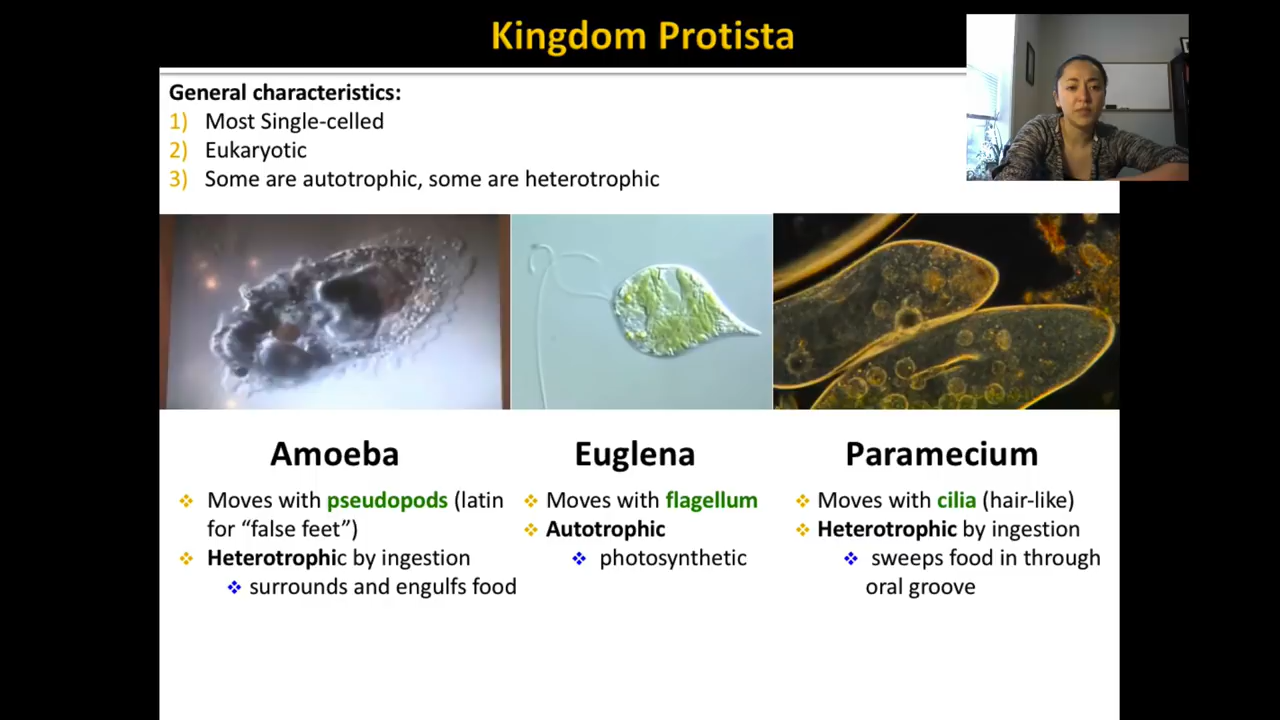 Kingdom Protista
General characteristics:
1) Most Single-celled
2) Eukaryotic
3) Some are autotrophic, some are heterotrophic
Amoeba
❖ Moves with pseudopods (latin
for “false feet”)
❖ Heterotrophic by ingestion
❖ surrounds and engulfs food
Euglena
❖ Moves with flagellum
❖ Autotrophic
❖ photosynthetic
Paramecium
❖ Moves with cilia (hair-like)
❖ Heterotrophic by ingestion
❖ sweeps food in through
oral groove